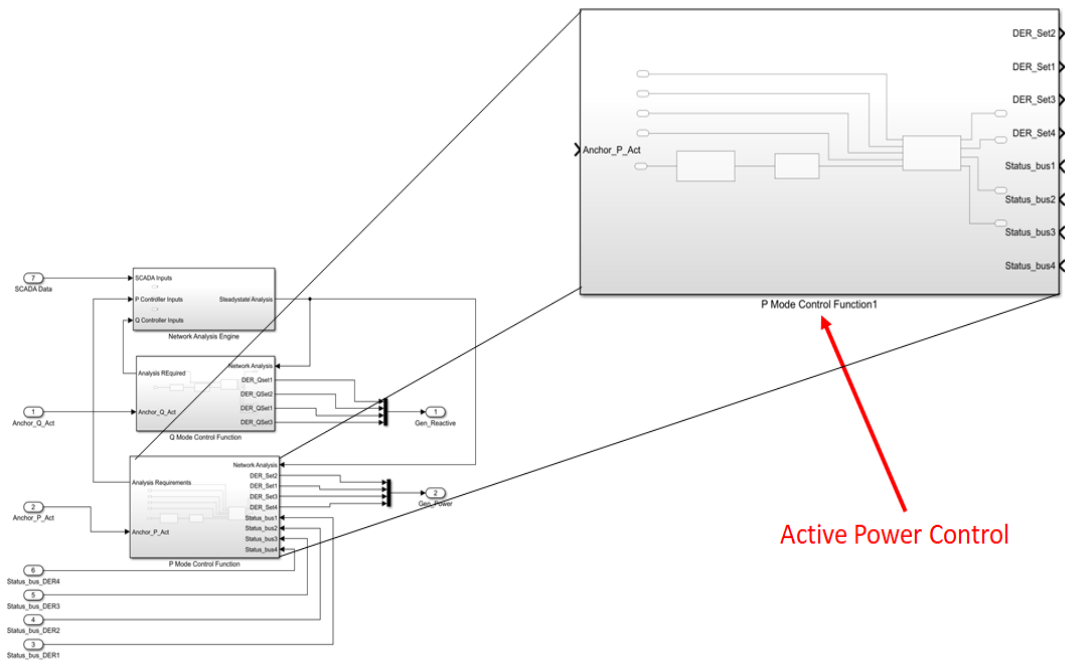 DER_Set2
DER_Set1
DER_Set3
DER_Set4
Anchor_P_Act
Status_bus1
Status_bus2
Status_bus3
Status_bus4
P Mode Control Function1
Active Power Control
7
SCADA Data
SCADA Inputs
P Controller Inputs
Steadystate Analysis
Q Controller Inputs
Network Analysis Engine
Network Analysis
Analysis REquired
DER_Qset1
DER_QSet2
DER_QSet1
DER_QSet3
1
Anchor_Q_Act
Anchor_Q_Act
Q Mode Control Function
1
Gen_Reactive
Network Analysis
Analysis Requirements
DER_Set2
DER_Set1
DER_Set3
DER_Set4
Status_bus1
Status_bus2
Status_bus3
Status_bus4
2
Anchor_P_Act
Anchor_P_Act
P Mode Control Function
2
Gen_Power
6
Status_bus_DER4
5
Status_bus_DER3
4
Status_bus_DER2
3
Status_bus_DER1